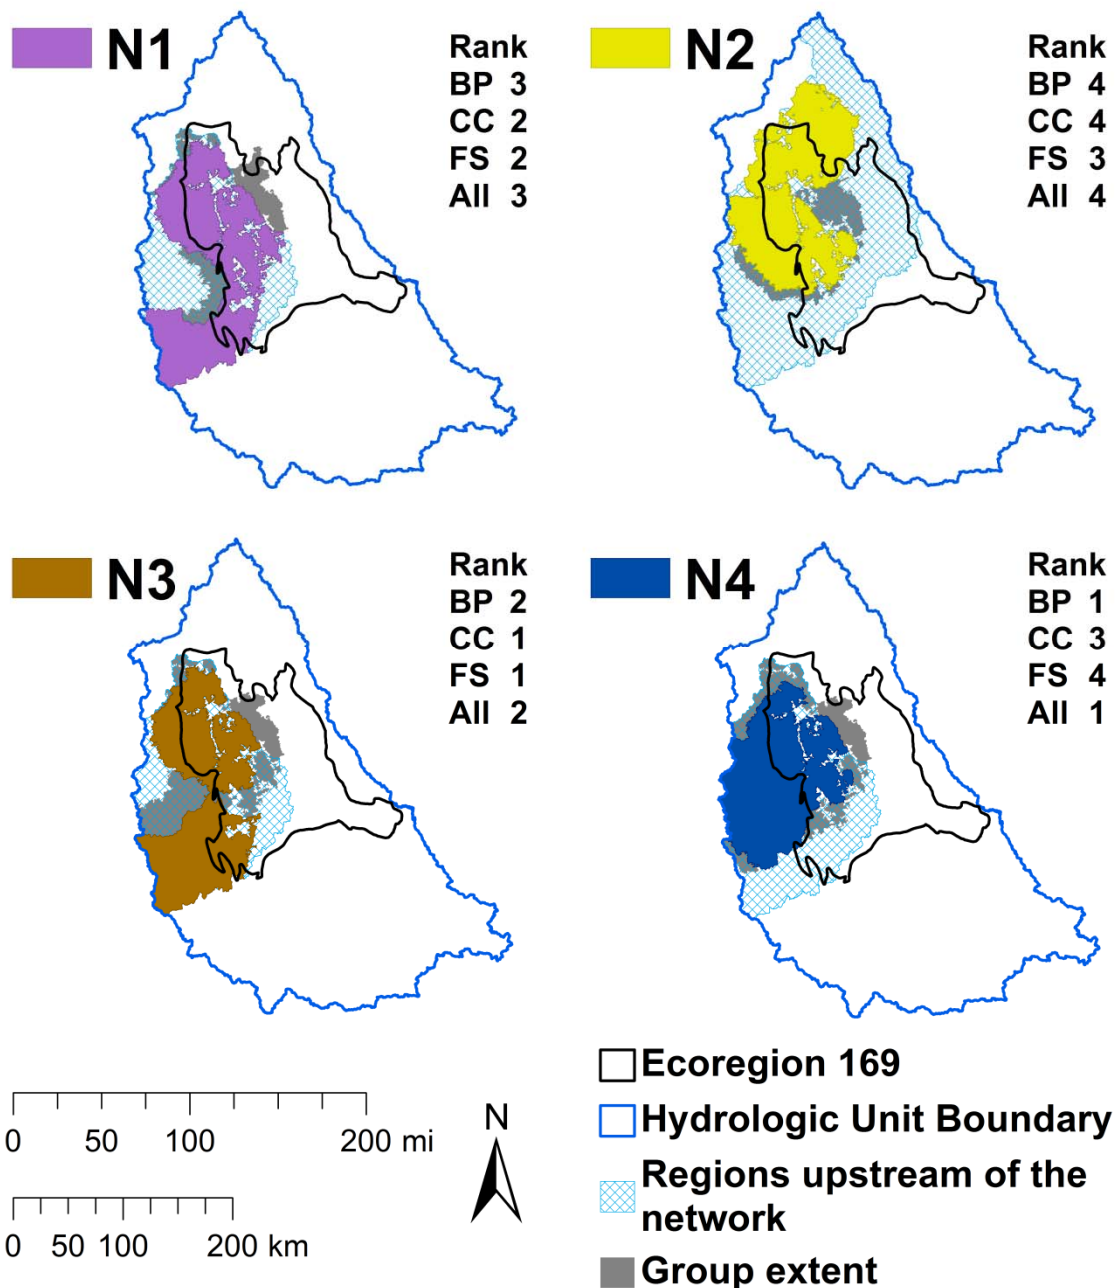 N1
Rank
BP 3
CC 2
FS 2
All 3
N2
Rank
BP 4
CC 4
FS 3
All 4
N3
Rank
BP 2
CC 1
FS 1
All 2
N4
Rank
BP 1
CC 3
FS 4
All 1
0 50 100 200 mi
0 50 100 200 km
N
Ecoregion 169
Hydrologic Unit Boundary
Regions upstream of the
network
Group extent